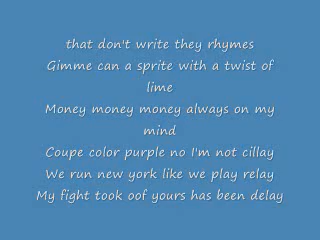 that don't write they rhymes
Gimme can a sprite with a twist of
lime
Money money money always on my
mind
Coupe color purple no I'm not cillay
We run new york like we play relay
My fight took oof yours has been delay